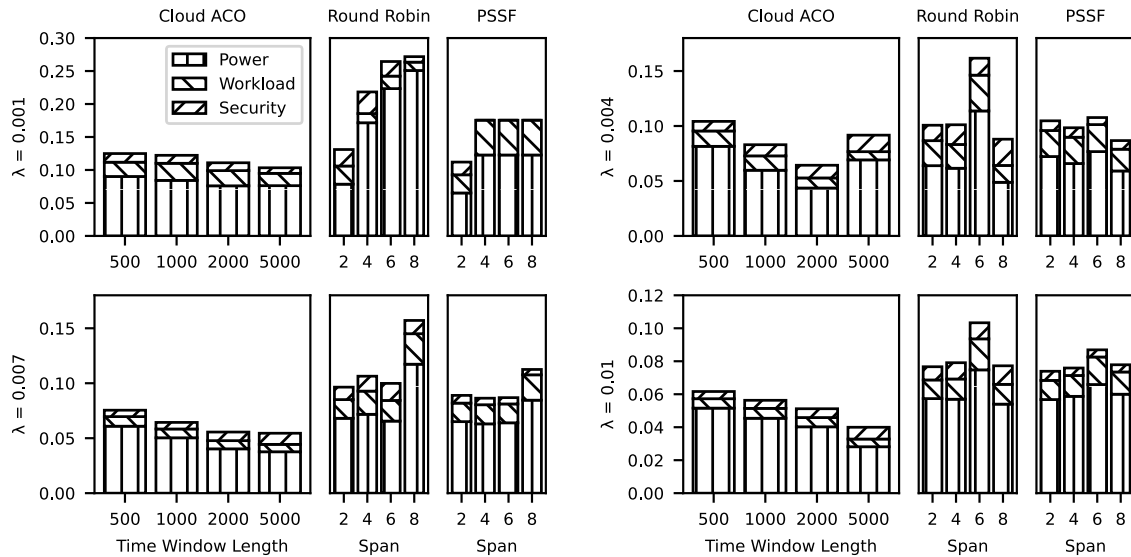 Cloud ACO Round Robin PSSF Cloud ACO Round Robin PSSF
0.30
0.25
0.20
0.15
0.10
0.05
0.00
λ = 0.001
Power
Workload
Security
500 1000 2000 5000 2 4 6 8 2 4 6 8
0.15
0.10
0.05
0.00
λ = 0.004
500 1000 2000 5000 2 4 6 8 2 4 6 8
0.15
0.10
0.05
0.00
λ = 0.007
500 1000 2000 5000 2 4 6 8 2 4 6 8
Time Window Length Span Span
0.12
0.10
0.08
0.06
0.04
0.02
0.00
λ = 0.01
500 1000 2000 5000 2 4 6 8 2 4 6 8
Time Window Length Span Span